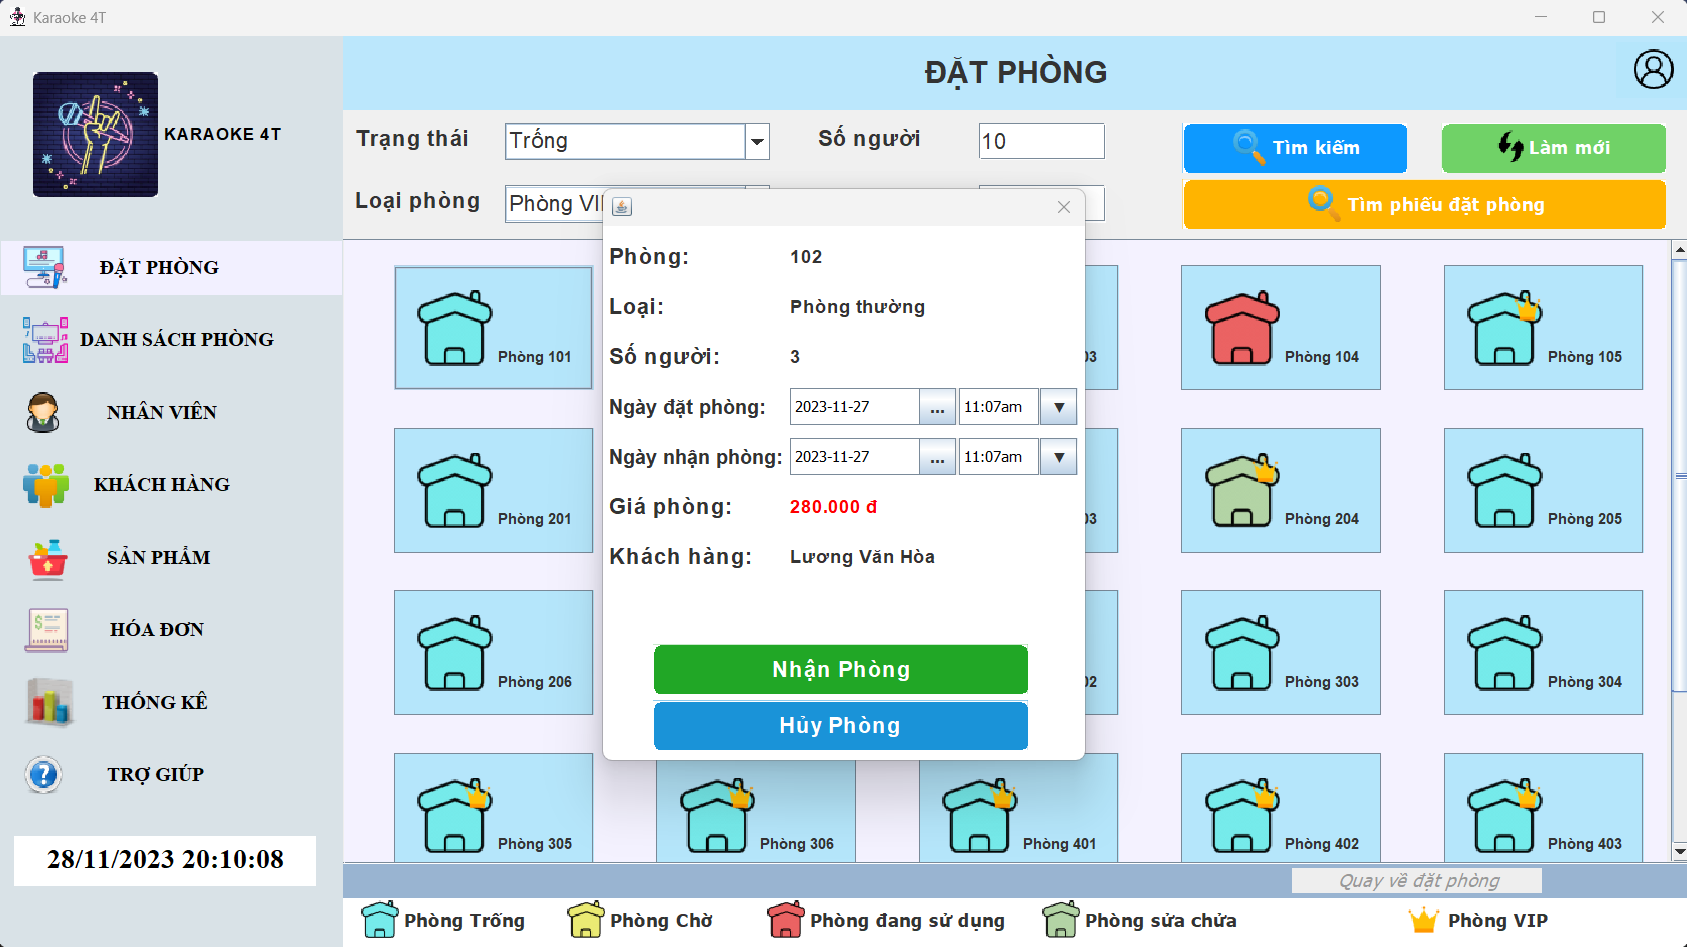 Karaoke 4T
KARAOKE 4T
ĐẶT PHÒNG
DANH SÁCH PHÒNG
NHÂN VIÊN
KHÁCH HÀNG
SẢN PHẨM
HÓA ĐƠN
THỐNG KÊ
TRỢ GIÚP
28/11/2023 20:10:08
ĐẶT PHÒNG
Trạng thái Trống Số người 10
Tìm kiếm Làm mới
Loại phòng Phòng VI
Tìm phiếu đặt phòng
Phòng: 102
Loại: Phòng thường
Số người: 3
Ngày đặt phòng: 2023-11-27 ... 11:07am
Ngày nhận phòng: 2023-11-27 ... 11:07am
Giá phòng: 280.000 đ
Khách hàng: Lương Văn Hòa
Nhận Phòng
Hủy Phòng
Phòng 101 03 Phòng 104 Phòng 105
Phòng 201 03 Phòng 204 Phòng 205
Phòng 206 02 Phòng 303 Phòng 304
Phòng 305 Phòng 306 Phòng 401 Phòng 402 Phòng 403
Quay về đặt phòng
Phòng Trống Phòng Chờ Phòng đang sử dụng Phòng sửa chửa Phòng VIP